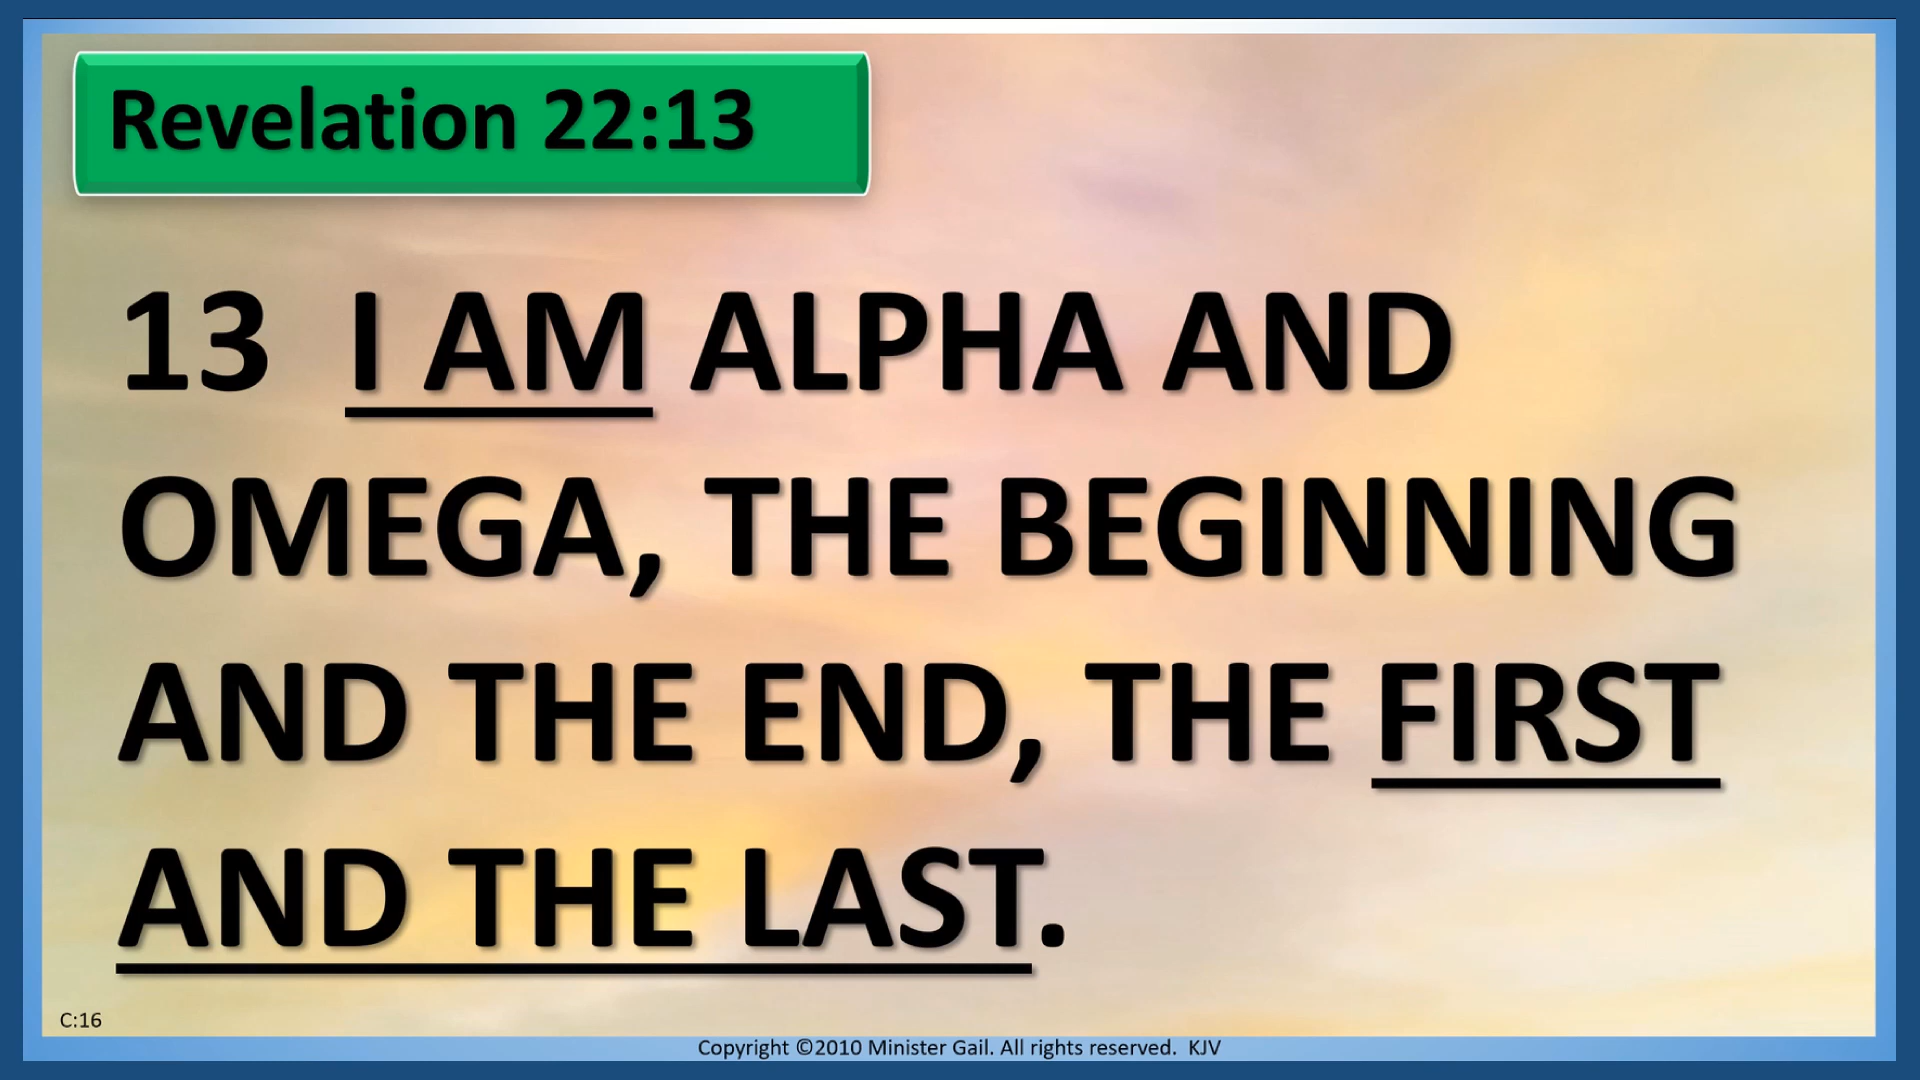 Revelation 22:13
13 I AM ALPHA AND
OMEGA, THE BEGINNING
AND THE END, THE FIRST
AND THE LAST.
C:16
Copyright ©2010 Minister Gail. All rights reserved. KJV